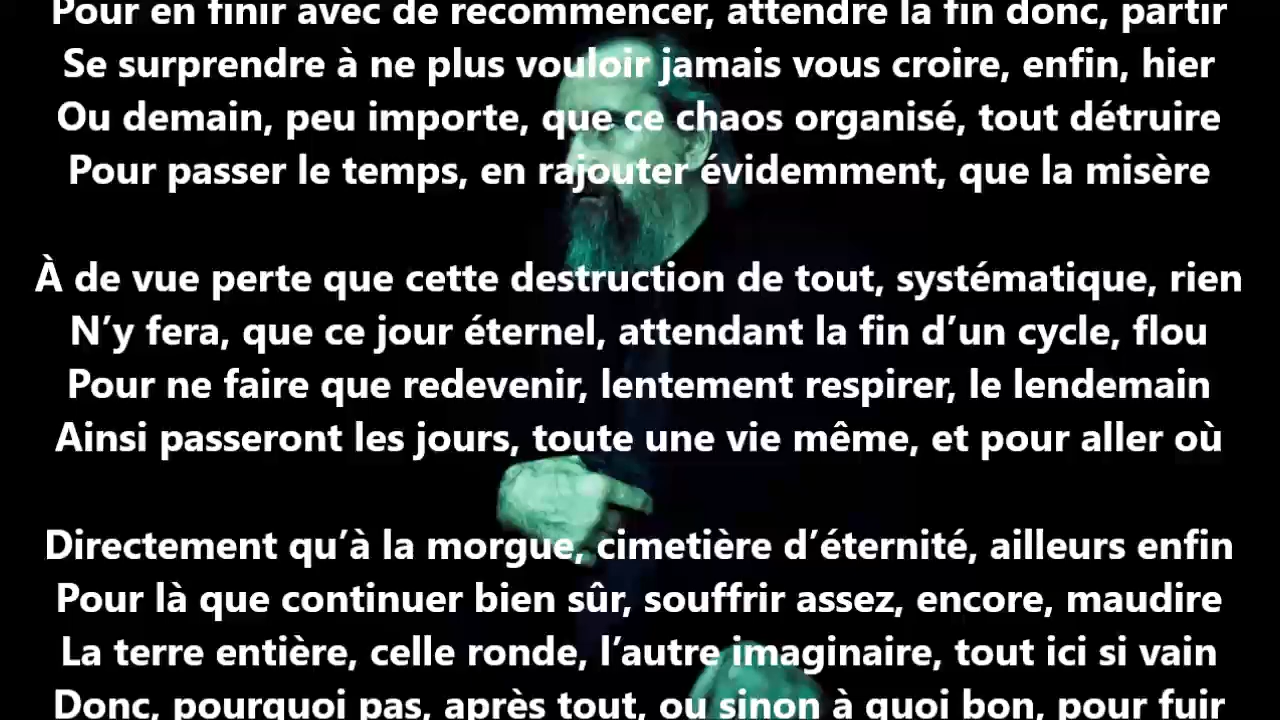 Pour en finir avec de recommencer, attendre la fin donc, partir
Se surprendre à ne plus vouloir jamais vous croire, enfin, hier
Ou demain, peu importe, que ce chaos organisé, tout détruire
Pour passer le temps, en rajouter évidemment, que la misère
À de vue perte que cette destruction de tout, systématique, rien
N’y fera, que ce jour éternel, attendant la fin d’un cycle, flou
Pour ne faire que redevenir, lentement respirer, le lendemain
Ainsi passeront les jours, toute une vie même, et pour aller où
Directement qu’à la morgue, cimetière d’éternité, ailleurs enfin
Pour là que continuer bien sûr, souffrir assez, encore, maudire
La terre entière, celle ronde, l’autre imaginaire, tout ici si vain
Donc, pourquoi pas, après tout, ou sinon à quoi bon, pour fuir